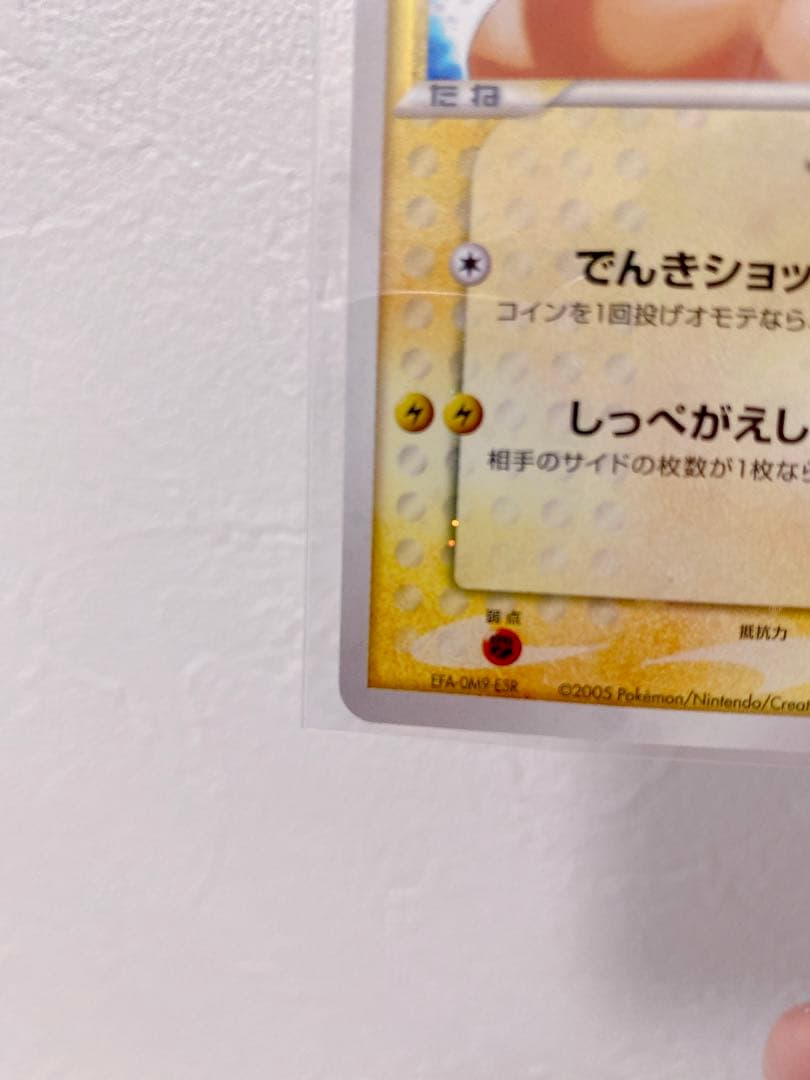 たね
でんきショッ
コインを1回投げオモテなら、
しっぺがえし
相手のサイドの枚数が1枚なら
弱点
抵抗力
EFA-0M9-ESR
©2005 Pokémon/Nintendo/Creat